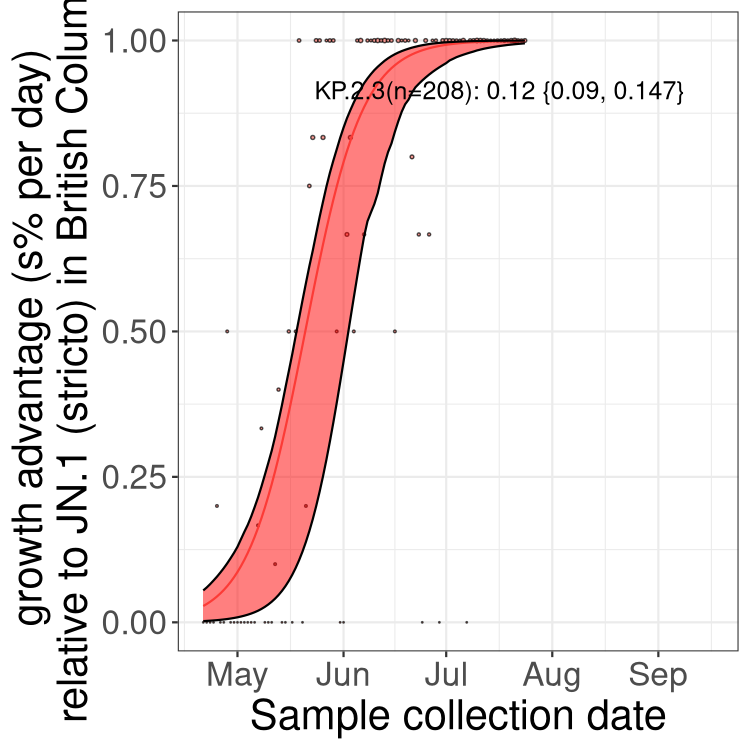 growth advantage (s% per day)
relative to JN.1 (stricto) in British Colum
1.00
0.75
0.50
0.25
0.00
KP.2.3(n=208): 0.12 {0.09, 0.147}
May Jun Jul Aug Sep
Sample collection date